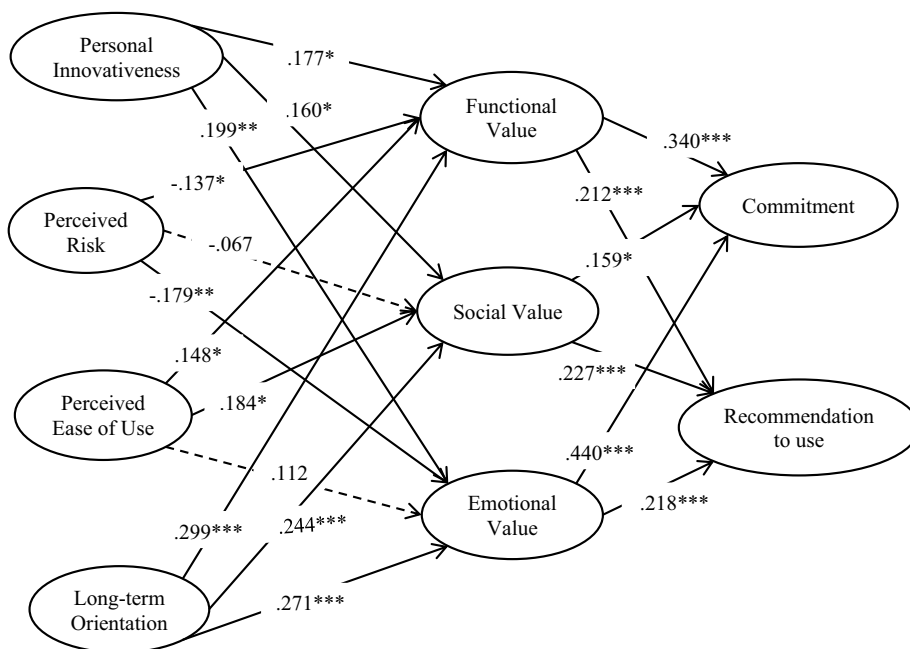 Personal
Innovativeness
.177*
Functional
Value
.160*
.199**
.340***
-.137*
.212***
Perceived
Risk
Commitment
-.067
.159*
-.179**
Social Value
.148*
.227***
.184*
Perceived
Ease of Use
Recommendation
to use
.440***
.112
Emotional
Value
.218***
.299***
.244***
Long-term
Orientation
.271***